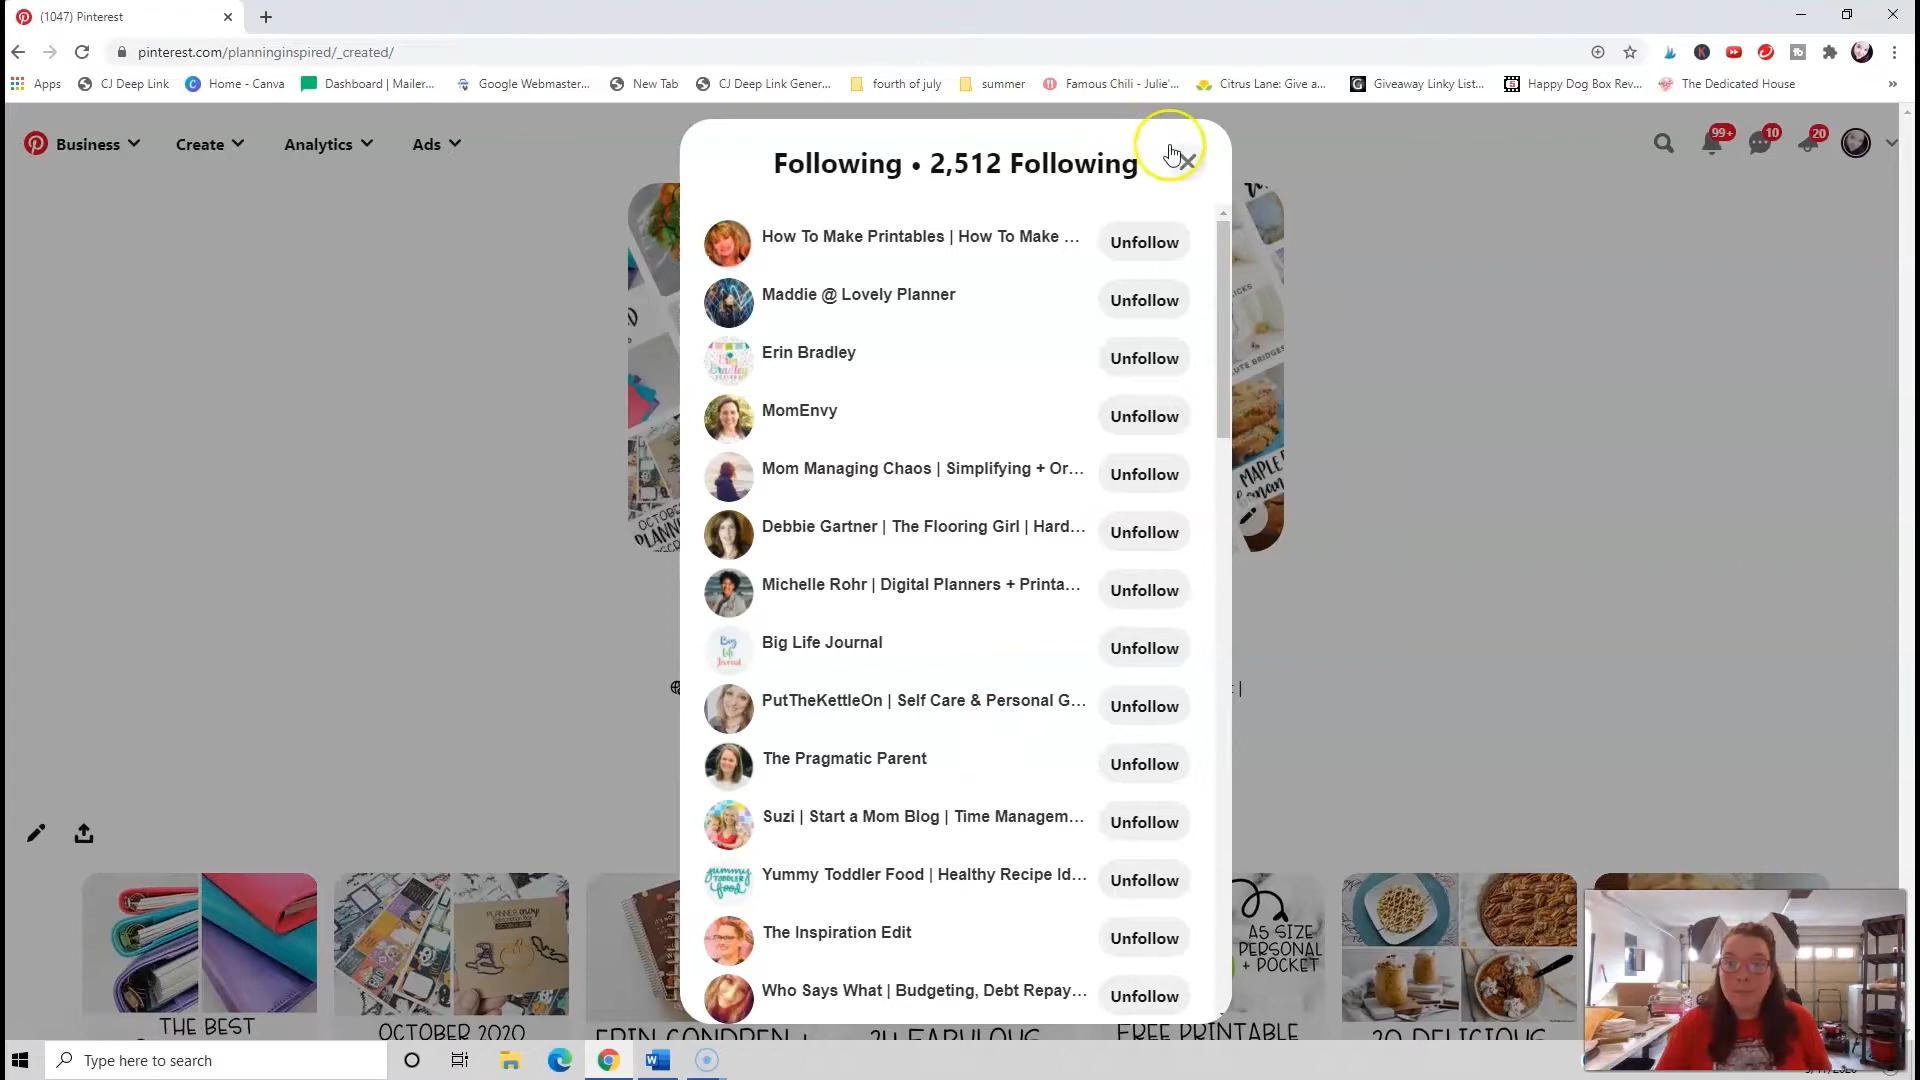 (1047) Pinterest
pinterest.com/planninginspired/_created/
Apps CJ Deep Link Home - Canva Dashboard | Mailer... Google Webmaster... New Tab CJ Deep Link Gener... fourth of july summer Famous Chili - Julie'... Citrus Lane: Give a... Giveaway Linky List... Happy Dog Box Rev... The Dedicated House »
Business Create Analytics Ads 99+ 10 20
Following • 2,512 Following
How To Make Printables | How To Make ... Unfollow
Maddie @ Lovely Planner Unfollow
Erin Bradley Unfollow
MomEnvy Unfollow
Mom Managing Chaos | Simplifying + Or... Unfollow
Debbie Gartner | The Flooring Girl | Hard... Unfollow
Michelle Rohr | Digital Planners + Printa... Unfollow
Big Life Journal Unfollow
PutTheKettleOn | Self Care & Personal G... Unfollow
The Pragmatic Parent Unfollow
Suzi | Start a Mom Blog | Time Managem... Unfollow
Yummy Toddler Food | Healthy Recipe Id... Unfollow
The Inspiration Edit Unfollow
Who Says What | Budgeting, Debt Repay... Unfollow
MAPLE
A5 SIZE
PERSONAL
+ POCKET
THE BEST
OCTOBER 2020
ERIN CONDREN +
24 FABULOUS
FREE PRINTABLE
20 DELICIOUS
Type here to search